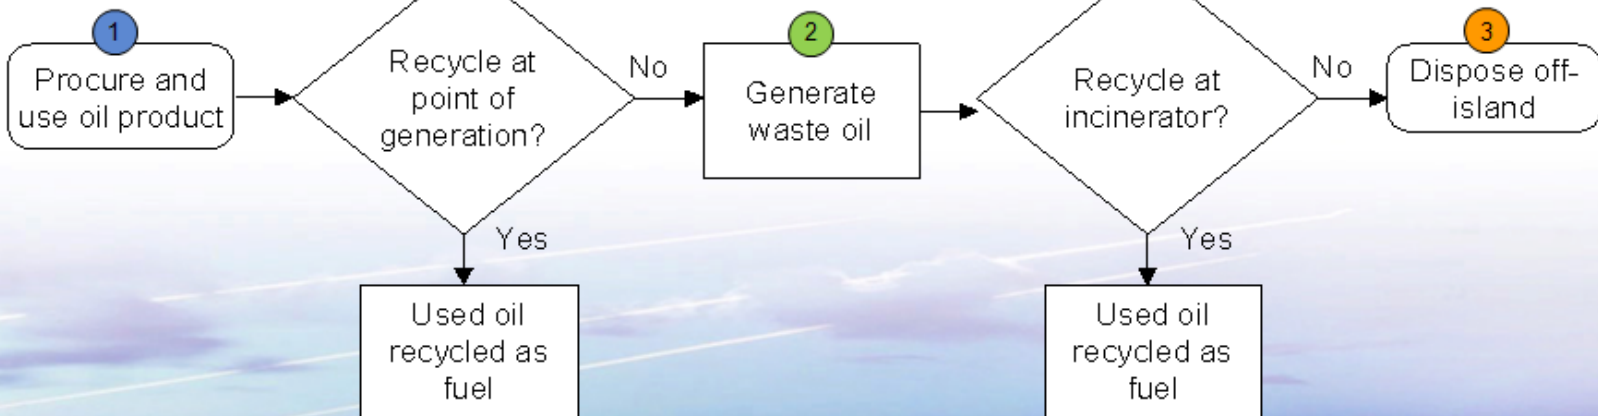 1
Procure and
use oil product
Recycle at
point of
generation?
No
2
Generate
waste oil
Recycle at
incinerator?
No
3
Dispose off-
island
Yes
Used oil
recycled as
fuel
Yes
Used oil
recycled as
fuel